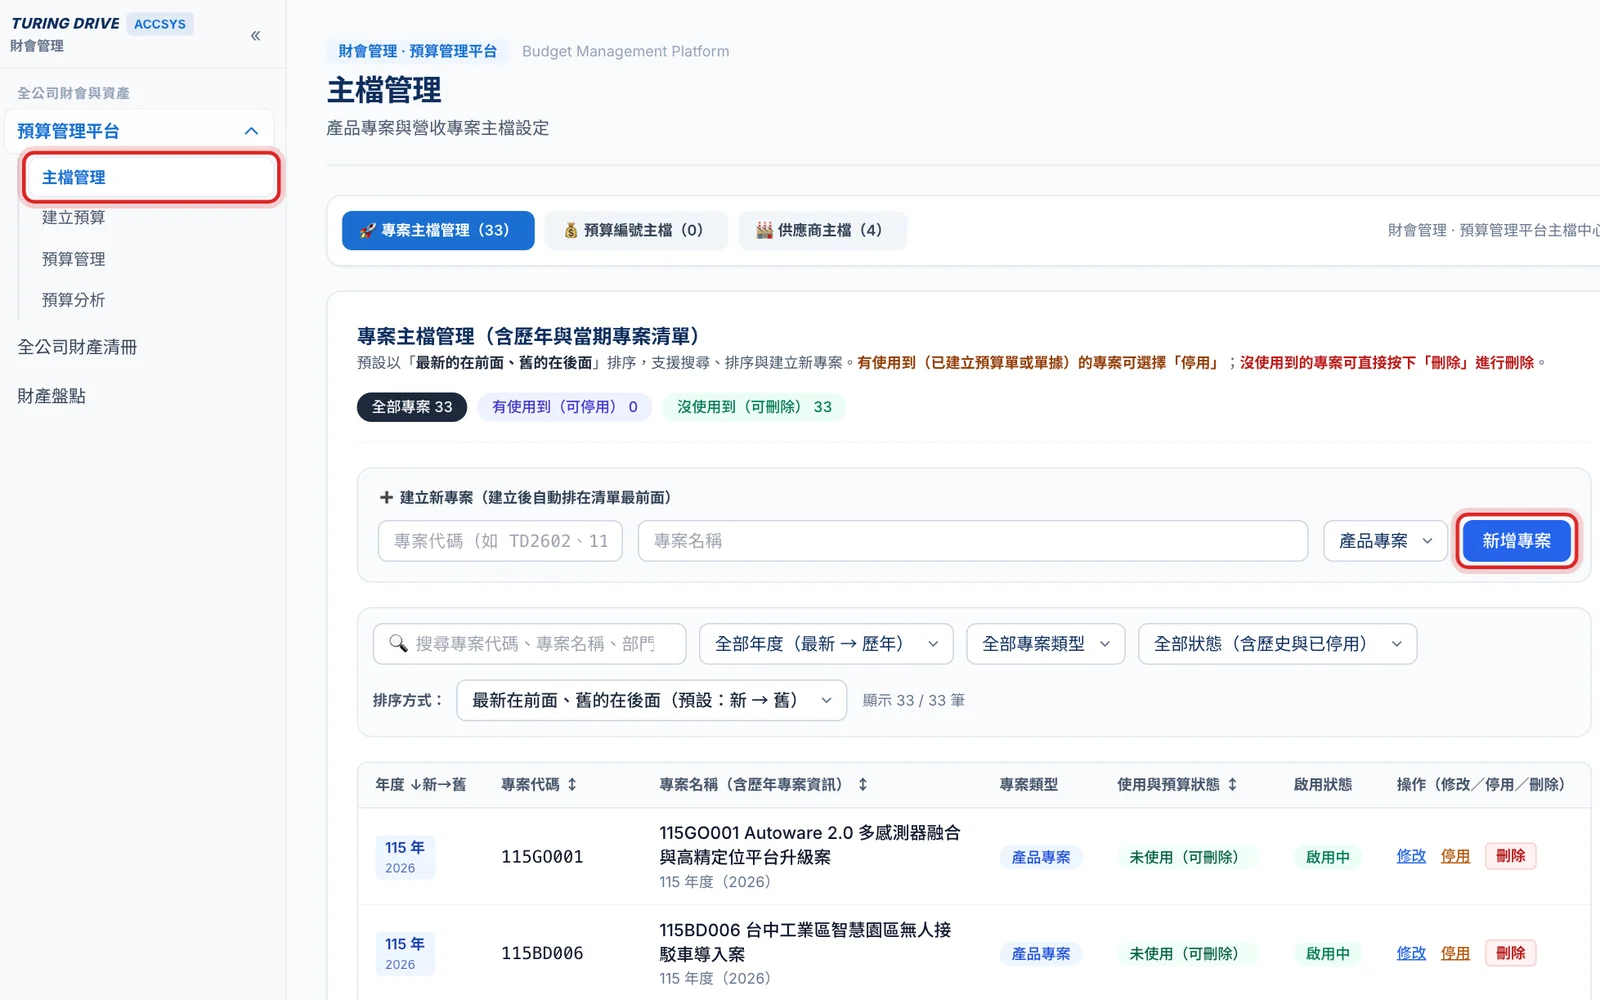 TURING DRIVE ACCSYS
財會管理
«
全公司財會與資產
預算管理平台
主檔管理
建立預算
預算管理
預算分析
全公司財產清冊
財產盤點
財會管理 · 預算管理平台 Budget Management Platform
主檔管理
產品專案與營收專案主檔設定
🚀 專案主檔管理（33） 💰 預算編號主檔（0） 🏭 供應商主檔（4） 財會管理 · 預算管理平台主檔中心
專案主檔管理（含歷年與當期專案清單）
預設以「最新的在前面、舊的在後面」排序，支援搜尋、排序與建立新專案。有使用到（已建立預算單或單據）的專案可選擇「停用」；沒使用到的專案可直接按下「刪除」進行刪除。
全部專案 33 有使用到（可停用） 0 沒使用到（可刪除） 33
➕ 建立新專案（建立後自動排在清單最前面）
專案代碼（如 TD2602、11 專案名稱 產品專案 新增專案
🔍 搜尋專案代碼、專案名稱、部門 全部年度（最新 → 歷年） 全部專案類型 全部狀態（含歷史與已停用）
排序方式： 最新在前面、舊的在後面（預設：新 → 舊） 顯示 33 / 33 筆
年度 ↓新→舊 專案代碼 ↕ 專案名稱（含歷年專案資訊） ↕ 專案類型 使用與預算狀態 ↕ 啟用狀態 操作（修改／停用／刪除）
115 年
2026
115GO001
115GO001 Autoware 2.0 多感測器融合
與高精定位平台升級案
115 年度（2026）
產品專案 未使用（可刪除） 啟用中 修改 停用 刪除
115 年
2026
115BD006
115BD006 台中工業區智慧園區無人接
駁車導入案
115 年度（2026）
產品專案 未使用（可刪除） 啟用中 修改 停用 刪除